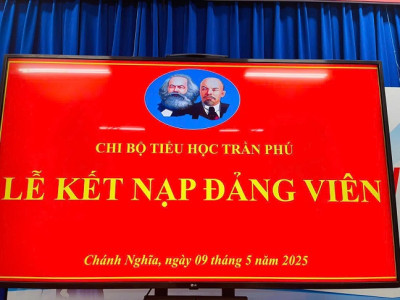 CHI BỘ TIỂU HỌC TRẦN PHÚ
LỄ KẾT NẠP ĐẢNG VIÊN
Chánh Nghĩa, ngày 09 tháng 5 năm 2025
LG